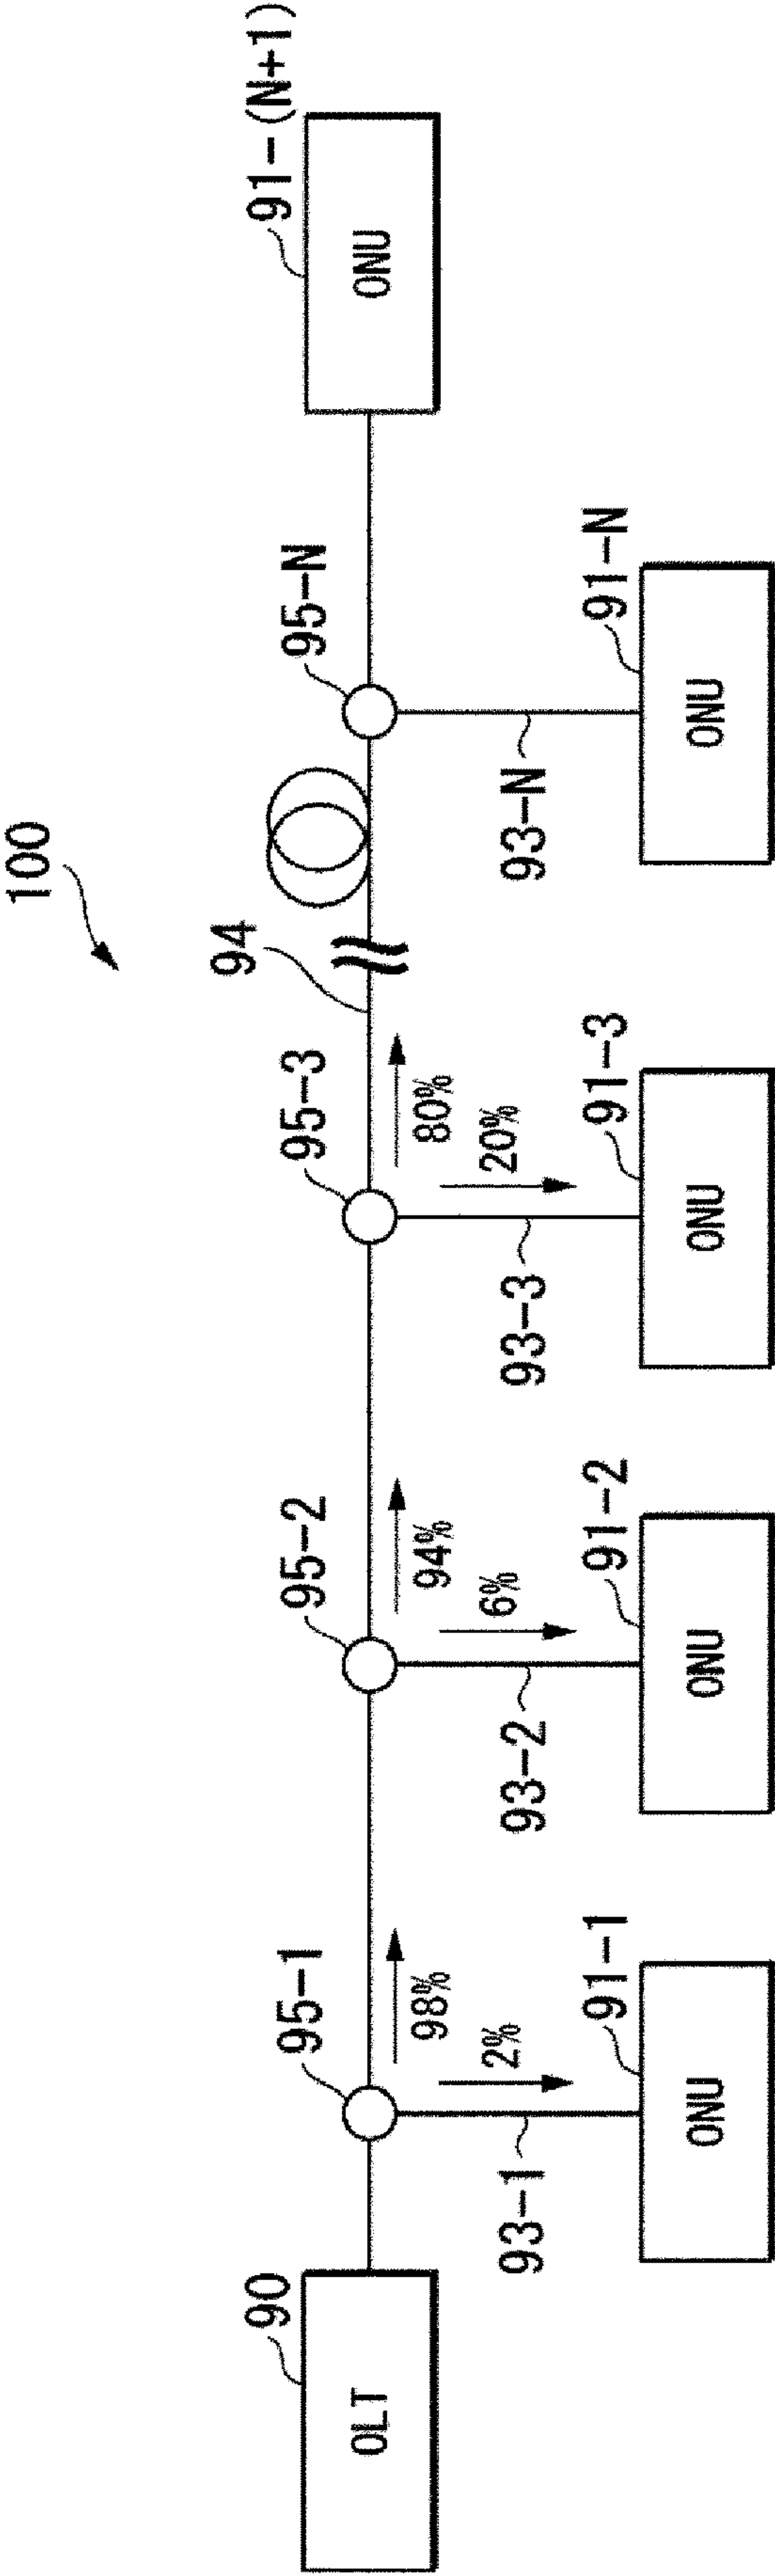 100
90
OLT
95-1
98%
2%
93-1
91-1
ONU
95-2
94%
6%
93-2
91-2
ONU
95-3
80%
20%
93-3
91-3
ONU
94
95-N
93-N
91-N
ONU
91-(N+1)
ONU